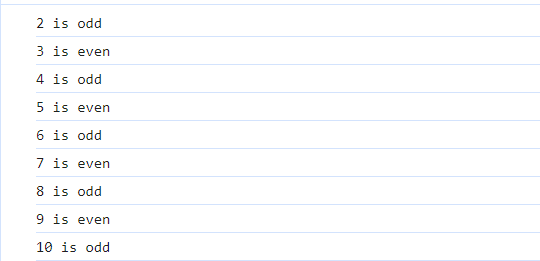 2 is odd
3 is even
4 is odd
5 is even
6 is odd
7 is even
8 is odd
9 is even
10 is odd